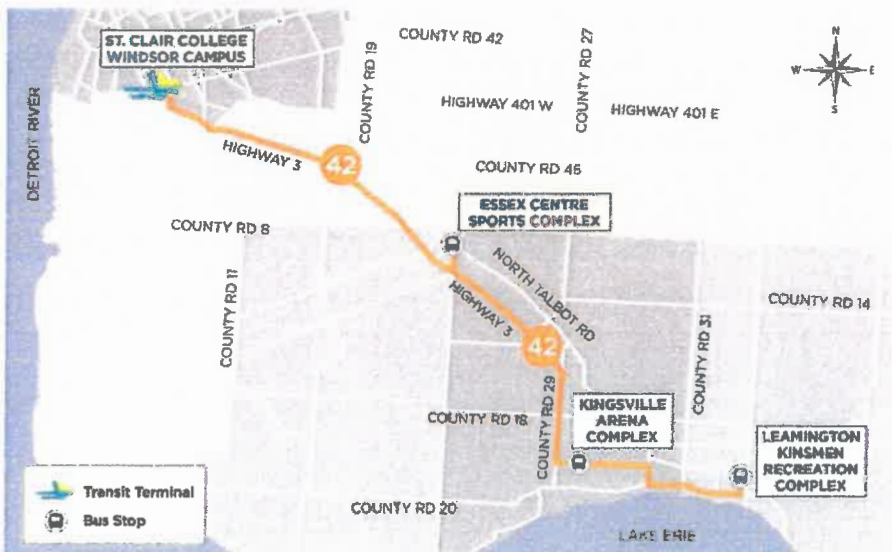 ST. CLAIR COLLEGE
WINDSOR CAMPUS
COUNTY RD 19
COUNTY RD 42
COUNTY RD 27
N
W
E
S
HIGHWAY 401 W
HIGHWAY 401 E
DETROIT RIVER
HIGHWAY 3
42
COUNTY RD 46
ESSEX CENTRE
SPORTS COMPLEX
COUNTY RD 8
COUNTY RD 11
NORTH TALBOT RD
HIGHWAY 3
42
COUNTY RD 14
COUNTY RD 31
COUNTY RD 29
COUNTY RD 18
KINGSVILLE
ARENA
COMPLEX
LEAMINGTON
KINSMEN
RECREATION
COMPLEX
Transit Terminal
Bus Stop
COUNTY RD 20
LAKE ERIE